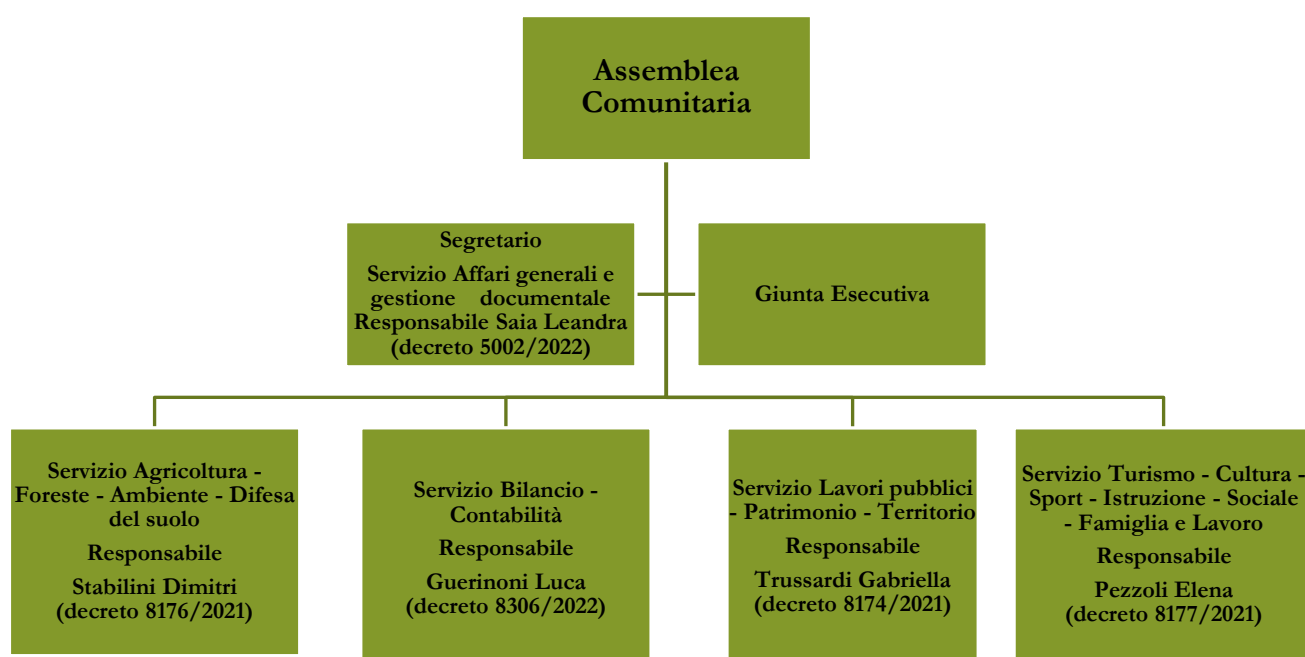 Assemblea
Comunitaria
Segretario
Servizio Affari generali e
gestione documentale
Responsabile Saia Leandra
(decreto 5002/2022)
Giunta Esecutiva
Servizio Agricoltura -
Foreste - Ambiente - Difesa
del suolo
Responsabile
Stabilini Dimitri
(decreto 8176/2021)
Servizio Bilancio -
Contabilità
Responsabile
Guerinoni Luca
(decreto 8306/2022)
Servizio Lavori pubblici
- Patrimonio - Territorio
Responsabile
Trussardi Gabriella
(decreto 8174/2021)
Servizio Turismo - Cultura -
Sport - Istruzione - Sociale
- Famiglia e Lavoro
Responsabile
Pezzoli Elena
(decreto 8177/2021)